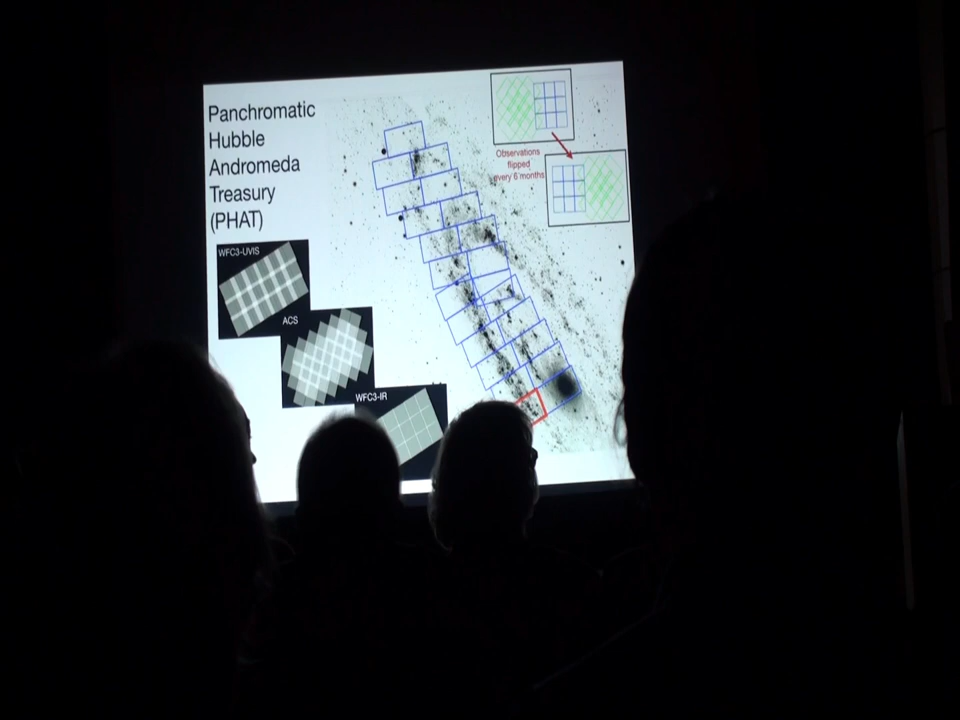 Panchromatic
Hubble
Andromeda
Treasury
(PHAT)
Observations
flipped
every 6 months
WFC3-UVIS
ACS
WFC3-IR